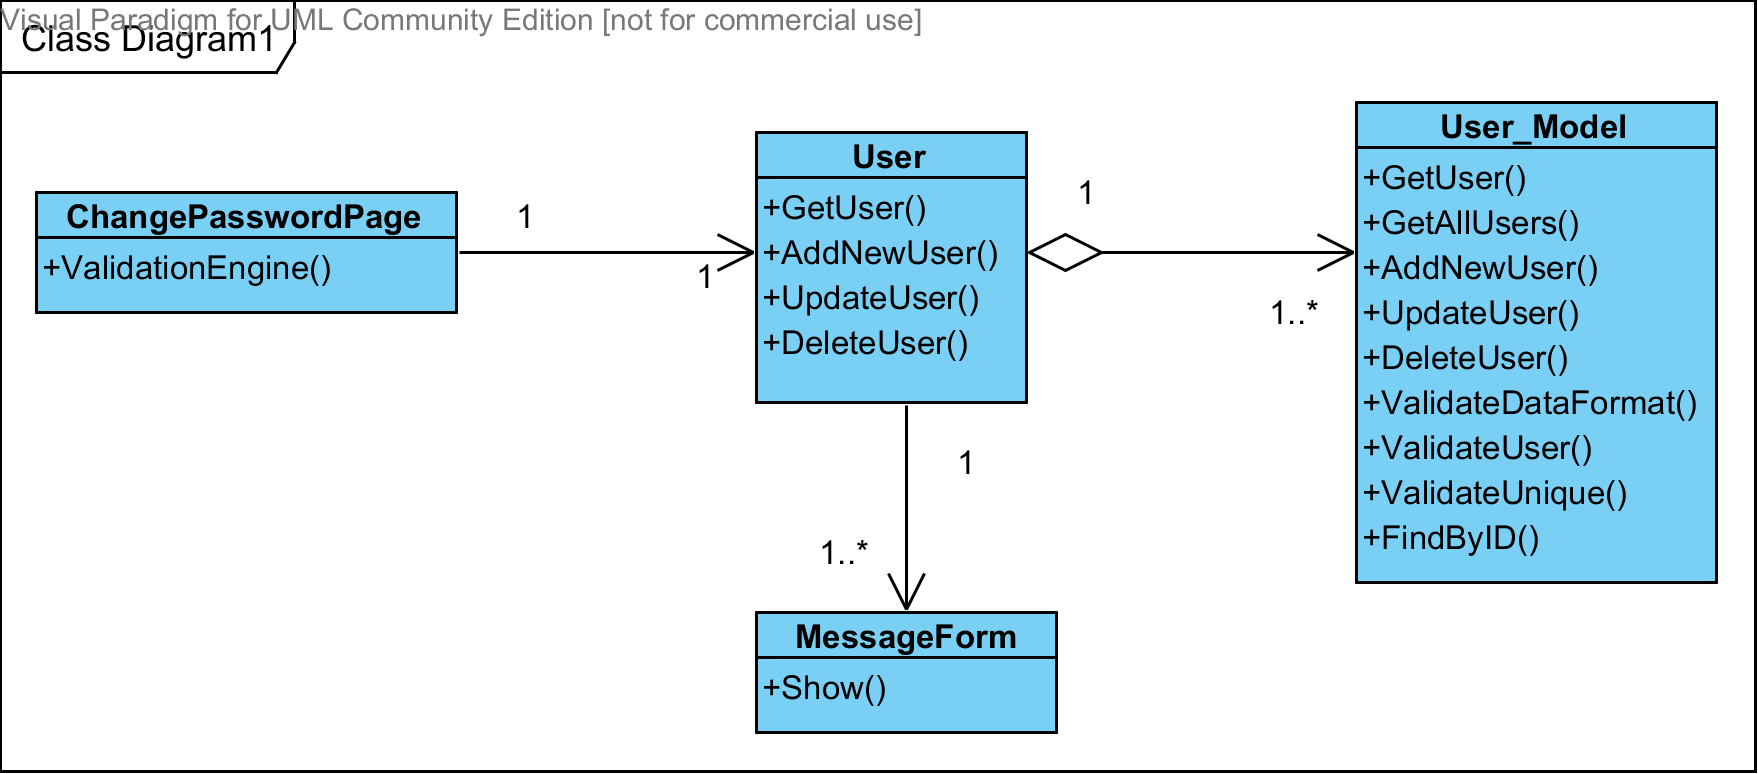 Visual Paradigm for UML Community Edition [not for commercial use]
Class Diagram1
ChangePasswordPage
+ValidationEngine()
1
1
User
+GetUser()
+AddNewUser()
+UpdateUser()
+DeleteUser()
1
1..*
User_Model
+GetUser()
+GetAllUsers()
+AddNewUser()
+UpdateUser()
+DeleteUser()
+ValidateDataFormat()
+ValidateUser()
+ValidateUnique()
+FindByID()
1
1..*
MessageForm
+Show()